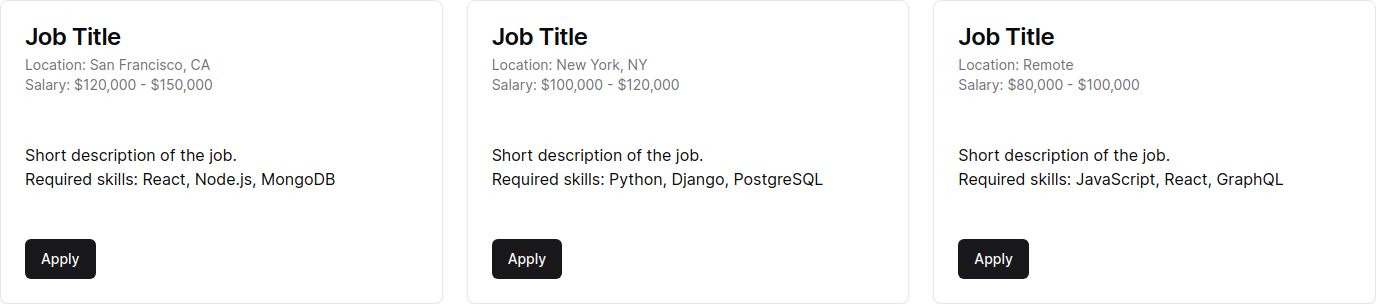 Job Title
Location: San Francisco, CA
Salary: $120,000 - $150,000
Short description of the job.
Required skills: React, Node.js, MongoDB
Apply
Job Title
Location: New York, NY
Salary: $100,000 - $120,000
Short description of the job.
Required skills: Python, Django, PostgreSQL
Apply
Job Title
Location: Remote
Salary: $80,000 - $100,000
Short description of the job.
Required skills: JavaScript, React, GraphQL
Apply